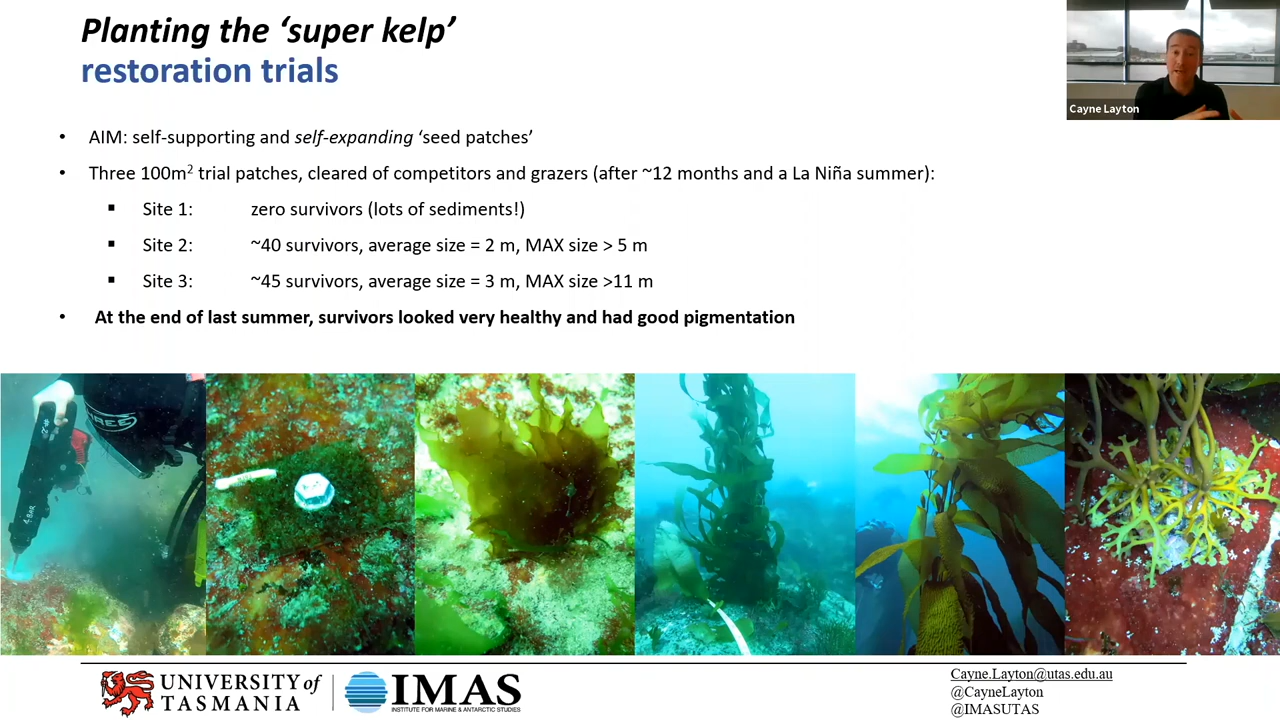 Planting the ‘super kelp’
restoration trials
Cayne Layton
• AIM: self-supporting and self-expanding ‘seed patches’
• Three 100m² trial patches, cleared of competitors and grazers (after ~12 months and a La Niña summer):
▪ Site 1: zero survivors (lots of sediments!)
▪ Site 2: ~40 survivors, average size = 2 m, MAX size > 5 m
▪ Site 3: ~45 survivors, average size = 3 m, MAX size >11 m
• At the end of last summer, survivors looked very healthy and had good pigmentation
UNIVERSITY of
TASMANIA
IMAS
INSTITUTE FOR MARINE & ANTARCTIC STUDIES
Cayne.Layton@utas.edu.au
@CayneLayton
@IMASUTAS